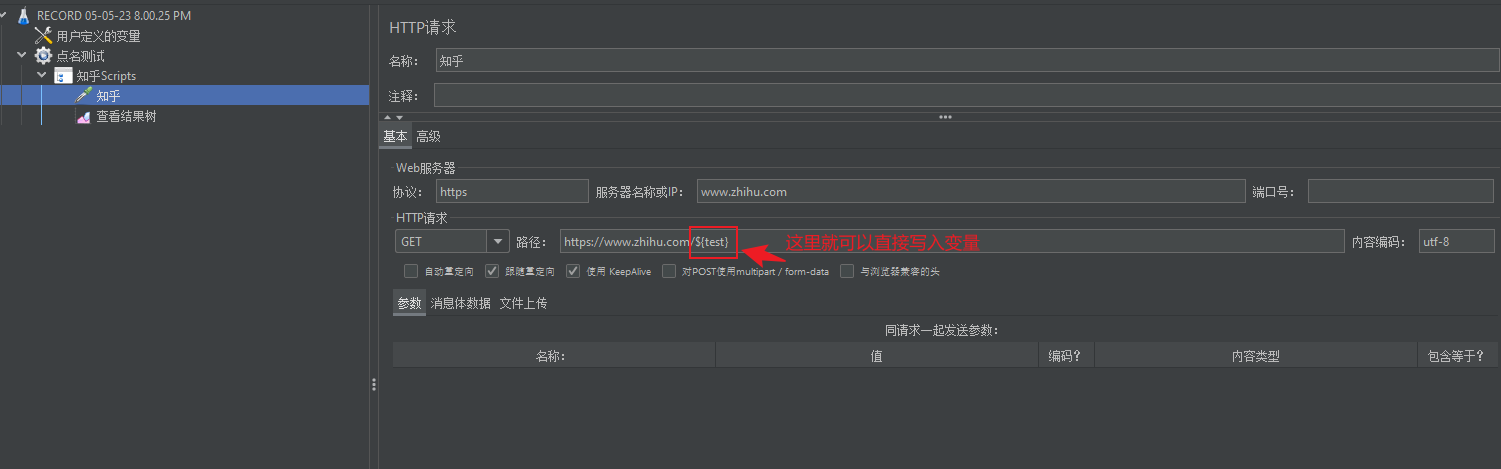 RECORD 05-05-23 8.00.25 PM
用户定义的变量
点名测试
知乎Scripts
知乎
查看结果树
HTTP请求
名称： 知乎
注释：
基本 高级
Web服务器
协议： https 服务器名称或IP： www.zhihu.com 端口号：
HTTP请求
GET 路径： https://www.zhihu.com/${test} 这里就可以直接写入变量 内容编码： utf-8
自动重定向 跟随重定向 使用 KeepAlive 对POST使用multipart / form-data 与浏览器兼容的头
参数 消息体数据 文件上传
同请求一起发送参数：
名称： 值 编码？ 内容类型 包含等于？